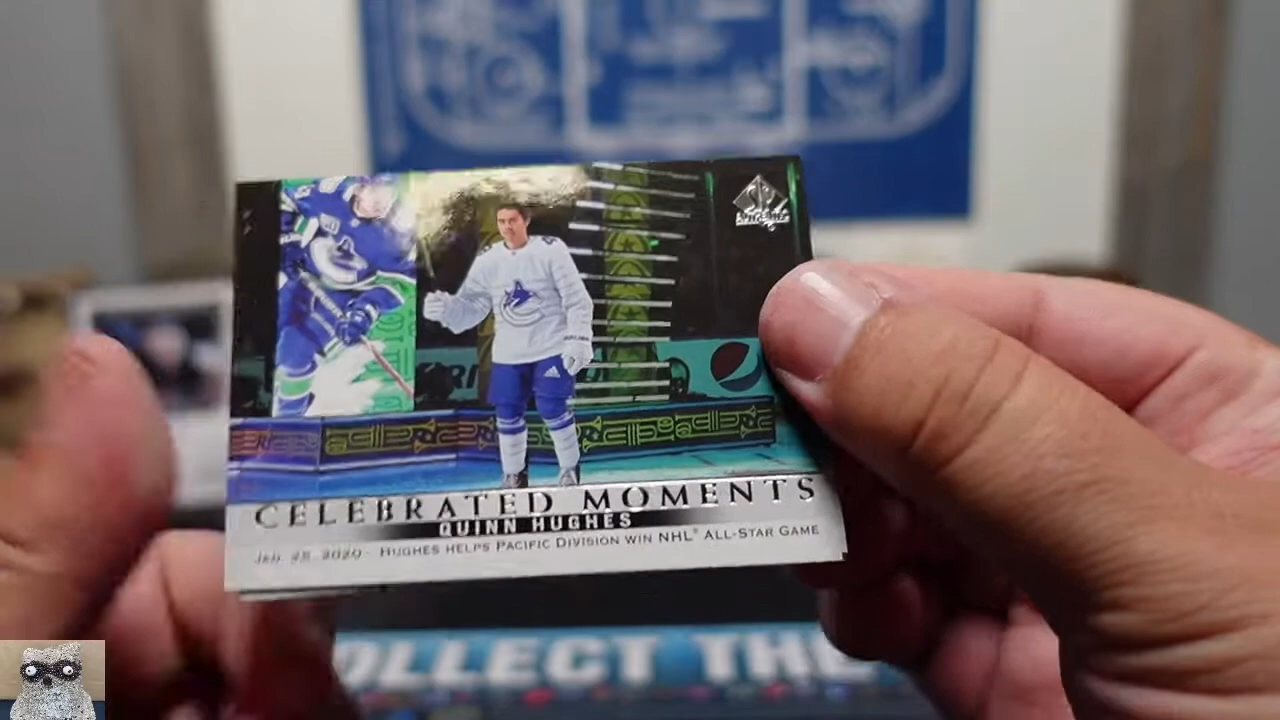 CELEBRATED MOMENTS
QUINN HUGHES
HUGHES HELPS PACIFIC DIVISION WIN NHL® ALL-STAR GAME
OLLECT THE